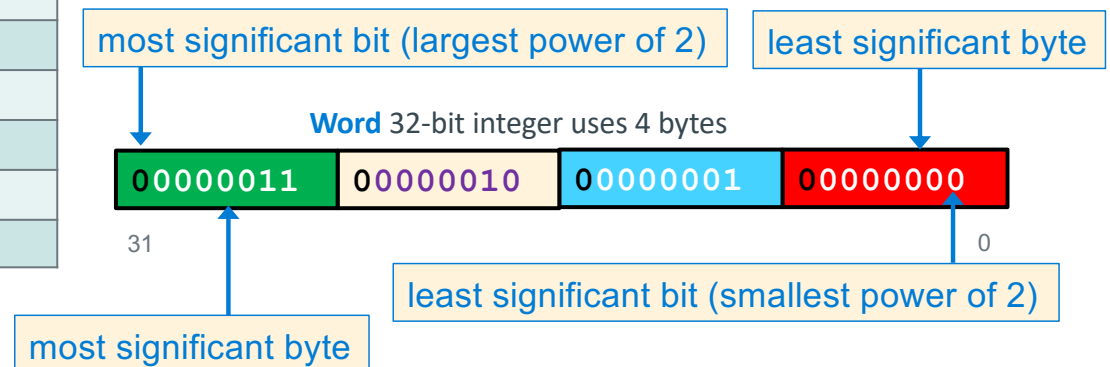 most significant bit (largest power of 2)
least significant byte
Word 32-bit integer uses 4 bytes
00000011 00000010 00000001 00000000
31 0
least significant bit (smallest power of 2)
most significant byte